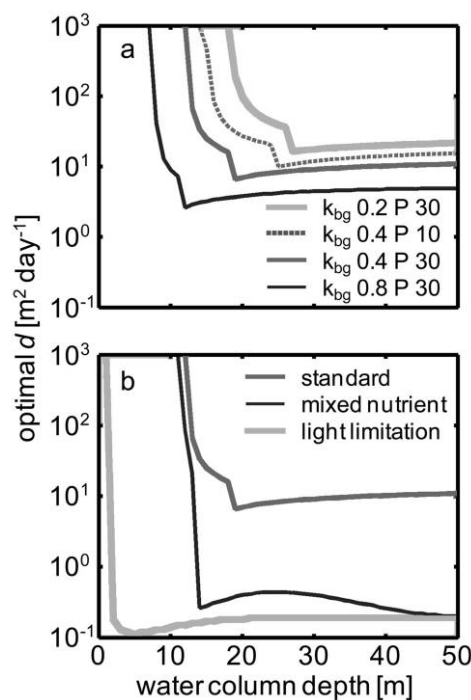 a
10³
10²
10¹
10⁰
10⁻¹
k_bg 0.2 P 30
k_bg 0.4 P 10
k_bg 0.4 P 30
k_bg 0.8 P 30
optimal d [m² day⁻¹]
b
10³
10²
10¹
10⁰
10⁻¹
standard
mixed nutrient
light limitation
0 10 20 30 40 50
water column depth [m]